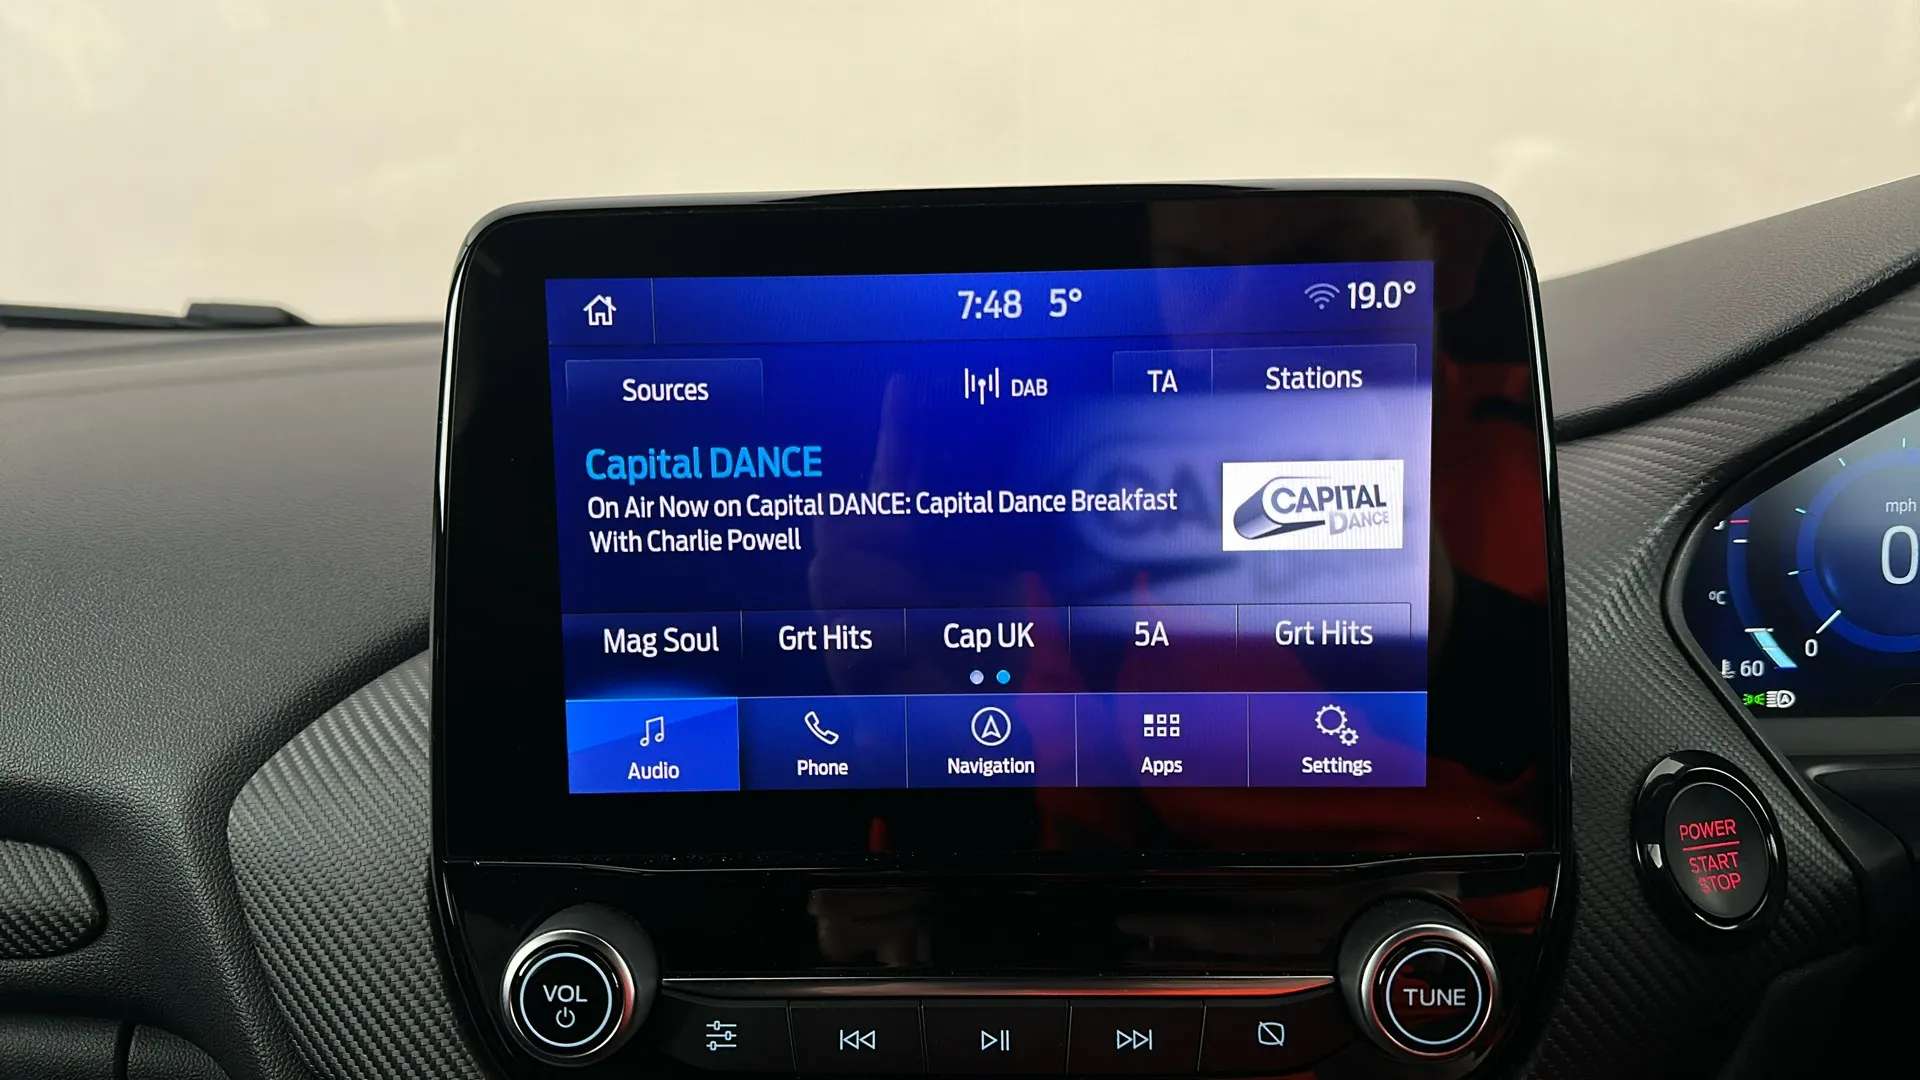 7:48 5° 19.0°
Sources DAB TA Stations
Capital DANCE
On Air Now on Capital DANCE: Capital Dance Breakfast
With Charlie Powell
CAPITAL
DANCE
Mag Soul Grt Hits Cap UK 5A Grt Hits
Audio Phone Navigation Apps Settings
mph
0
°C
0
60
POWER
START
STOP
VOL
TUNE